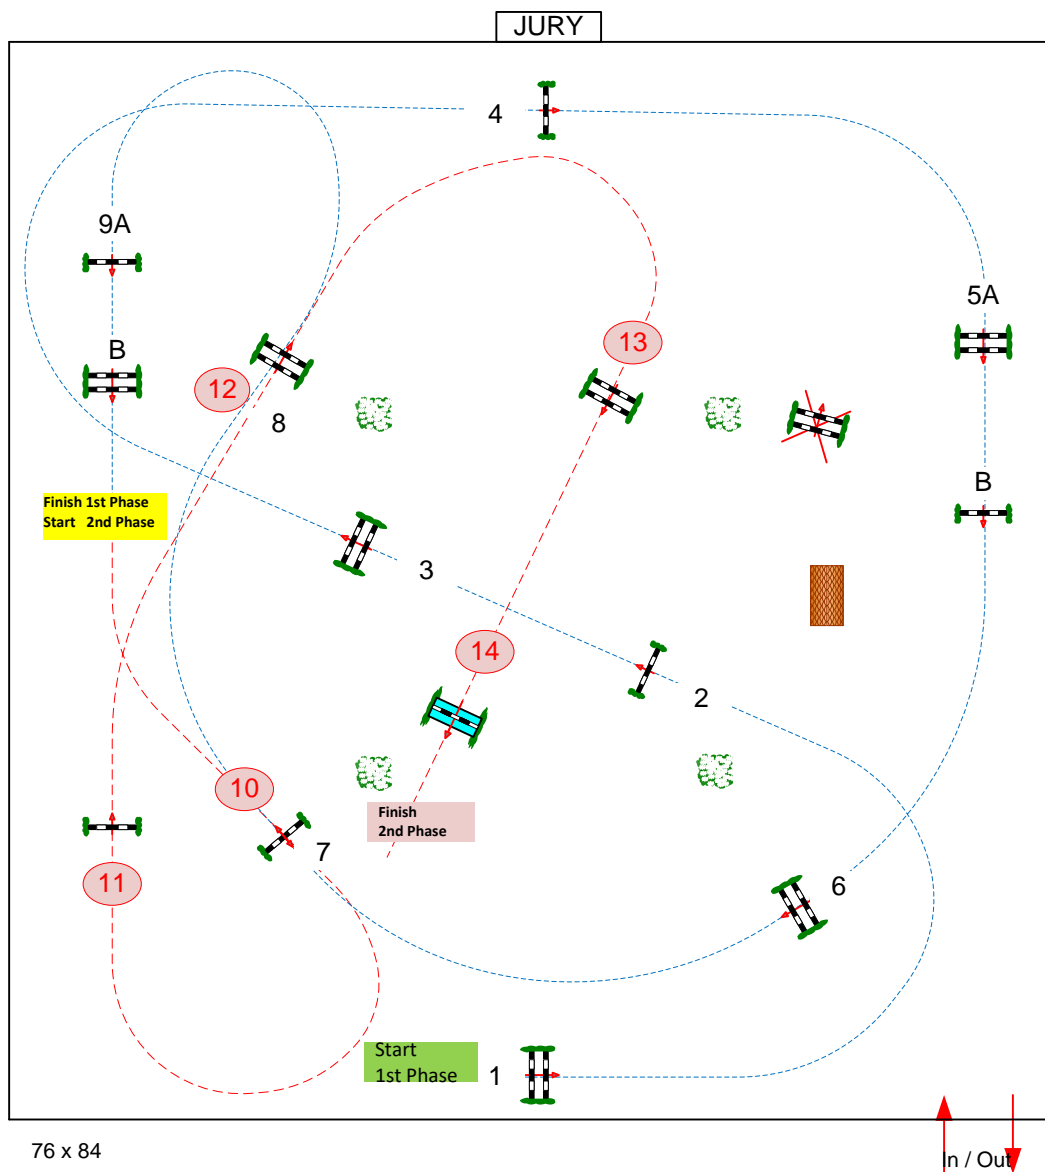 JURY
4
9A
5A
13
B
12
8
B
Finish 1st Phase
Start 2nd Phase
3
14
2
10
Finish
2nd Phase
7
11
6
Start
1st Phase
1
76 x 84
In / Out